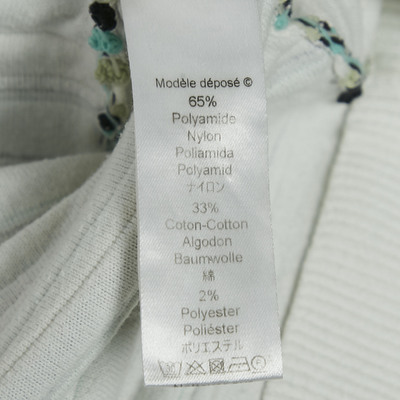 Modèle déposé ©
65%
Polyamide
Nylon
Poliamida
Polyamid
ナイロン
33%
Coton-Cotton
Algodon
Baumwolle
綿
2%
Polyester
Poliéster
ポリエステル